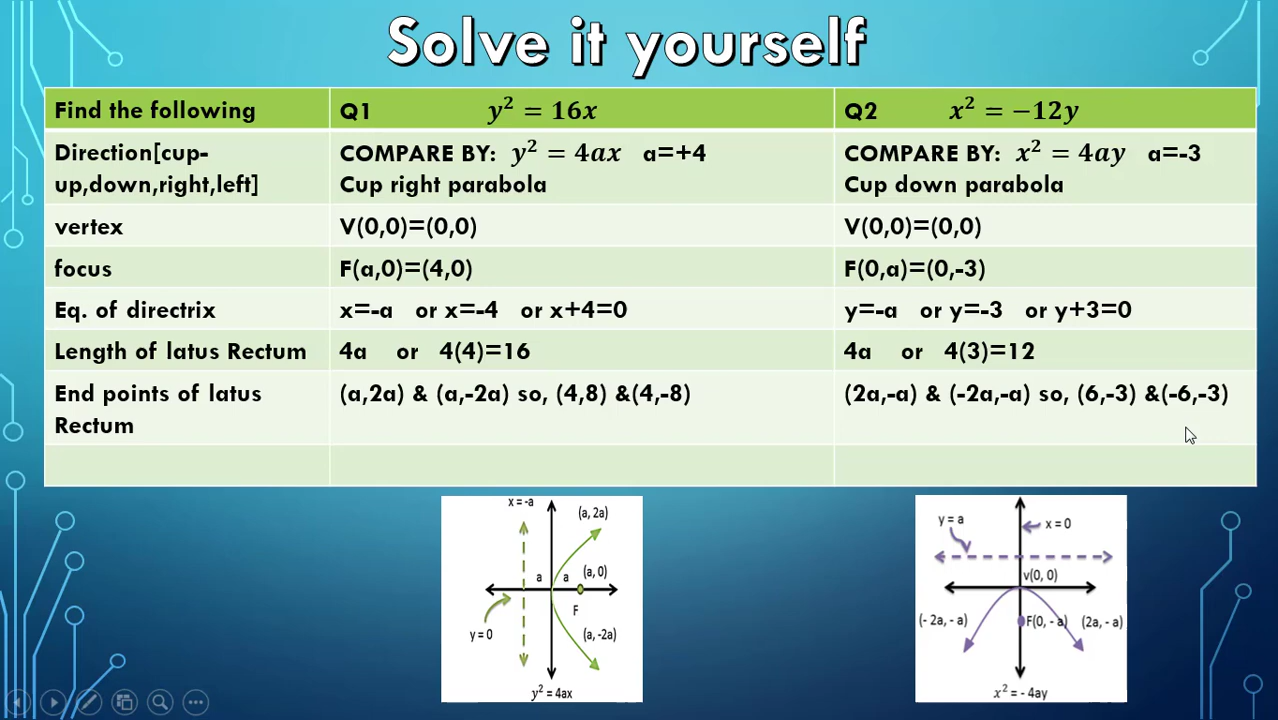 Solve it yourself
Find the following Q1 y² = 16x Q2 x² = −12y
Direction[cup- COMPARE BY: y² = 4ax a=+4 COMPARE BY: x² = 4ay a=-3
up,down,right,left] Cup right parabola Cup down parabola
vertex V(0,0)=(0,0) V(0,0)=(0,0)
focus F(a,0)=(4,0) F(0,a)=(0,-3)
Eq. of directrix x=-a or x=-4 or x+4=0 y=-a or y=-3 or y+3=0
Length of latus Rectum 4a or 4(4)=16 4a or 4(3)=12
End points of latus (a,2a) & (a,-2a) so, (4,8) &(4,-8) (2a,-a) & (-2a,-a) so, (6,-3) &(-6,-3)
Rectum
x = -a
(a, 2a)
a a (a, 0)
F
y = 0
(a, -2a)
y² = 4ax
y = a
x = 0
v(0, 0)
(- 2a, - a) F(0, - a) (2a, - a)
x² = - 4ay